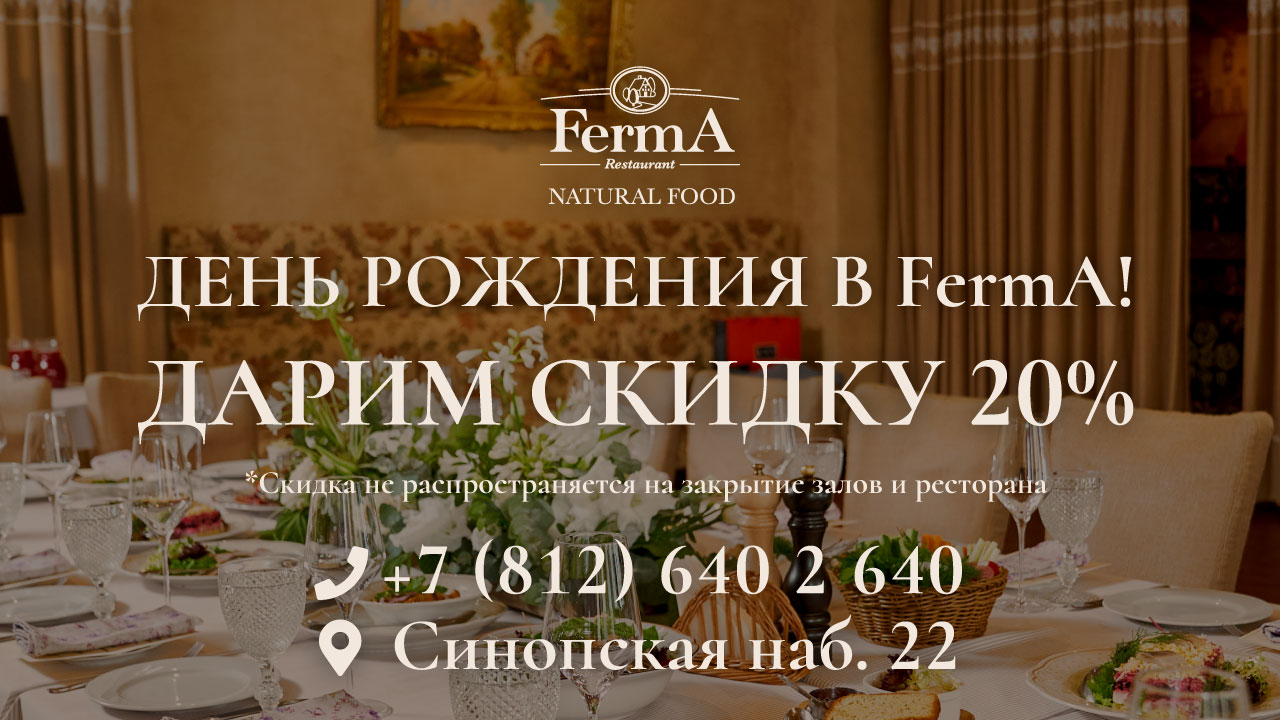 FermA
Restaurant
NATURAL FOOD
ДЕНЬ РОЖДЕНИЯ В FermA!
ДАРИМ СКИДКУ 20%
*Скидка не распространяется на закрытие залов и ресторана
+7 (812) 640 2 640
Синопская наб. 22